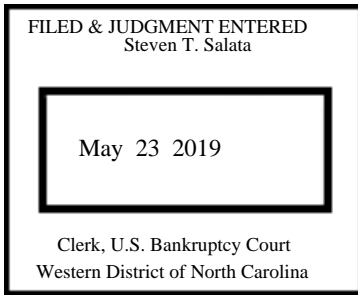 FILED & JUDGMENT ENTERED
Steven T. Salata
May 23 2019
Clerk, U.S. Bankruptcy Court
Western District of North Carolina